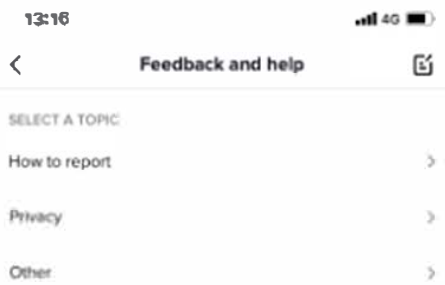 13:16
4G
Feedback and help
SELECT A TOPIC
How to report
Privacy
Other